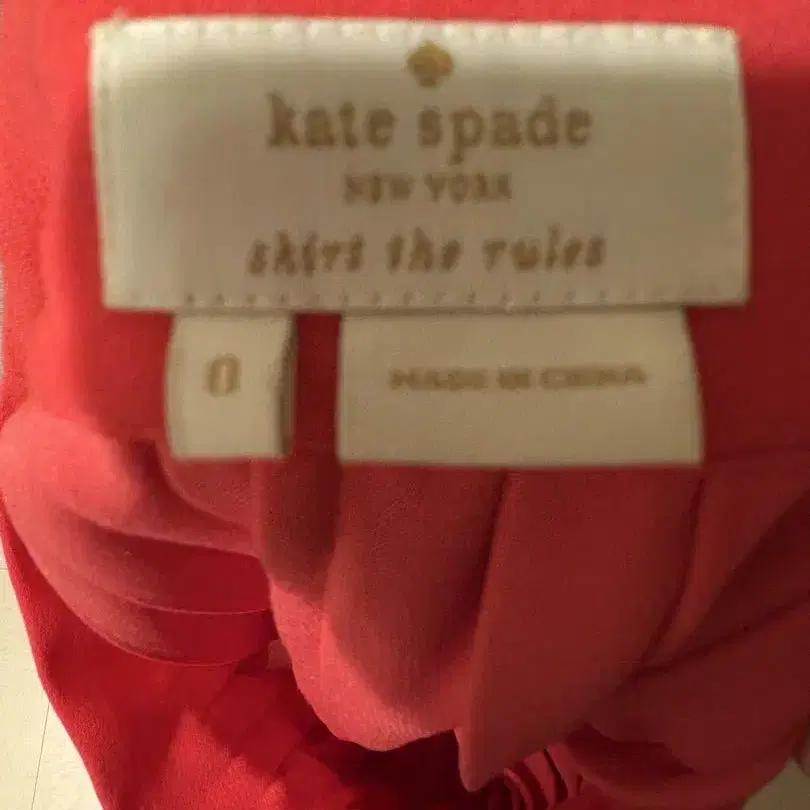 kate spade
NEW YORK
skirt the rules
0
MADE IN CHINA